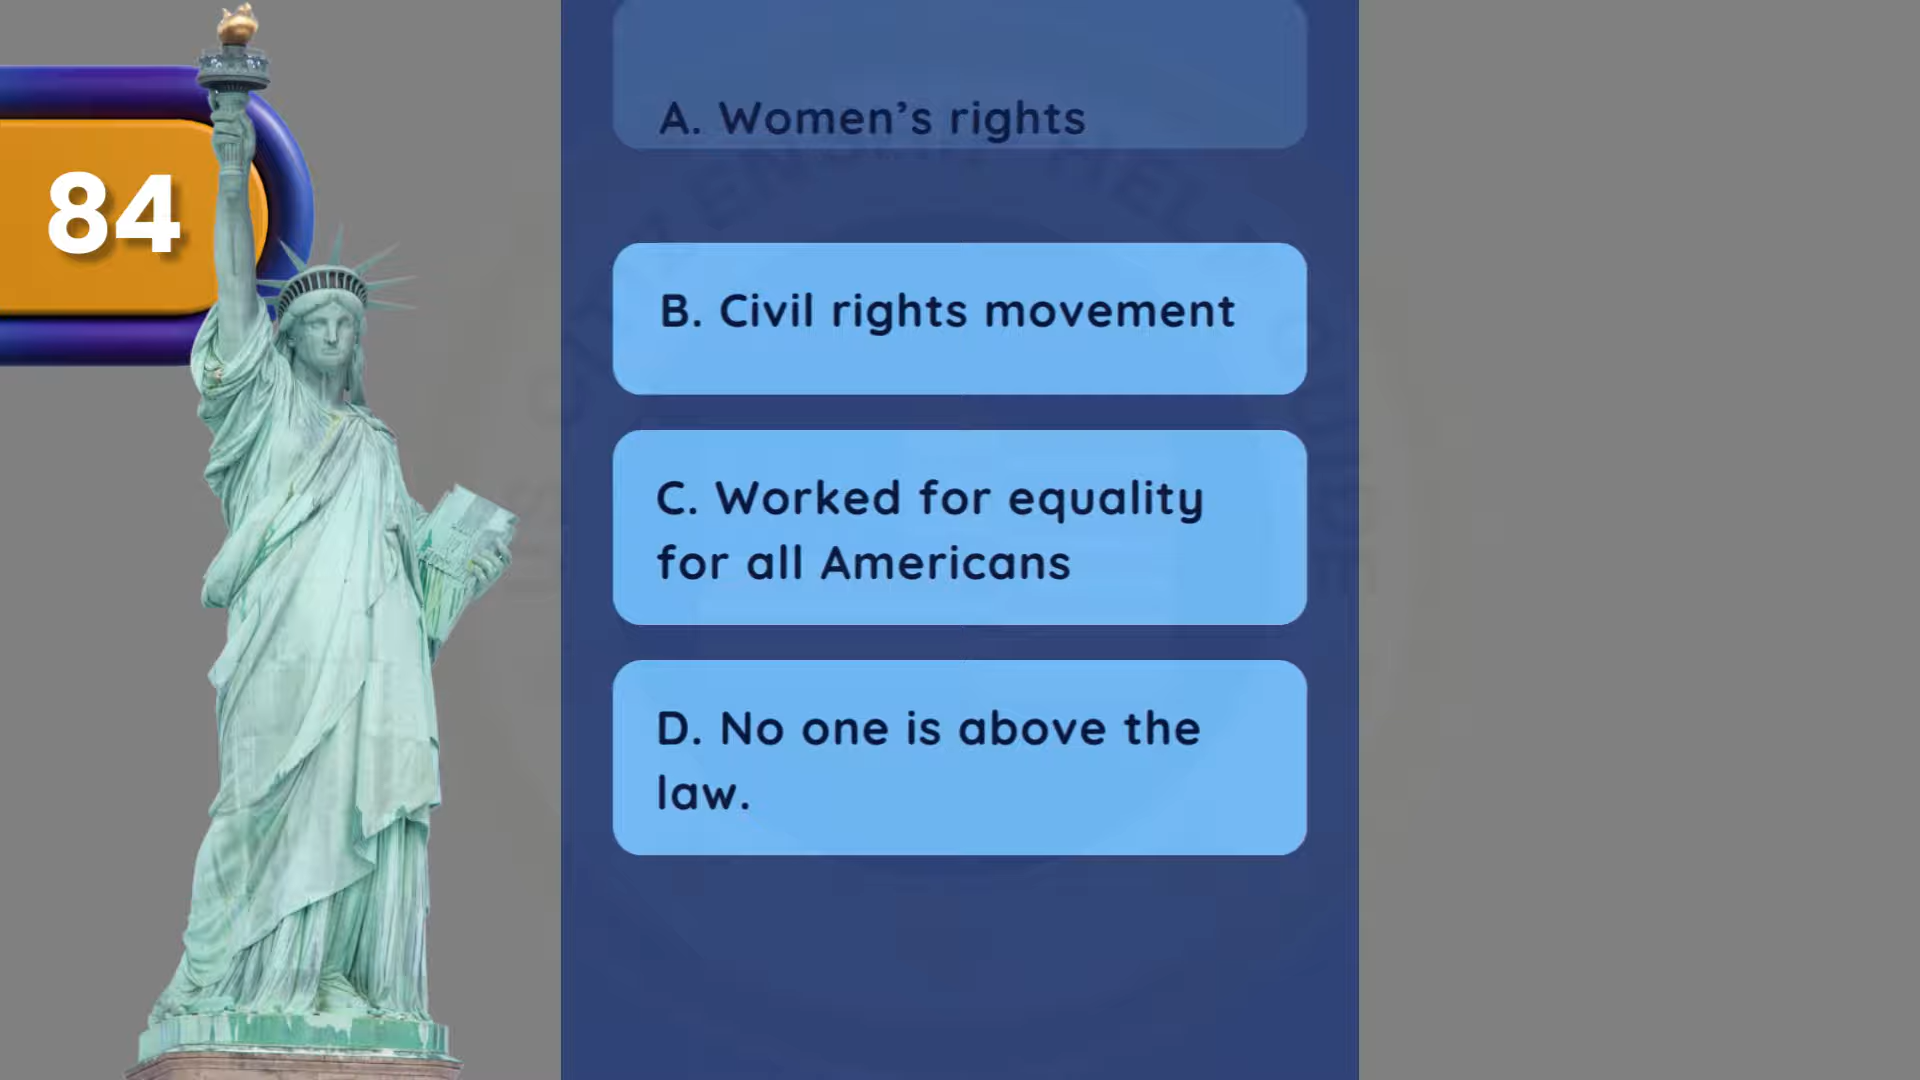 84
A. Women’s rights
B. Civil rights movement
C. Worked for equality
for all Americans
D. No one is above the
law.